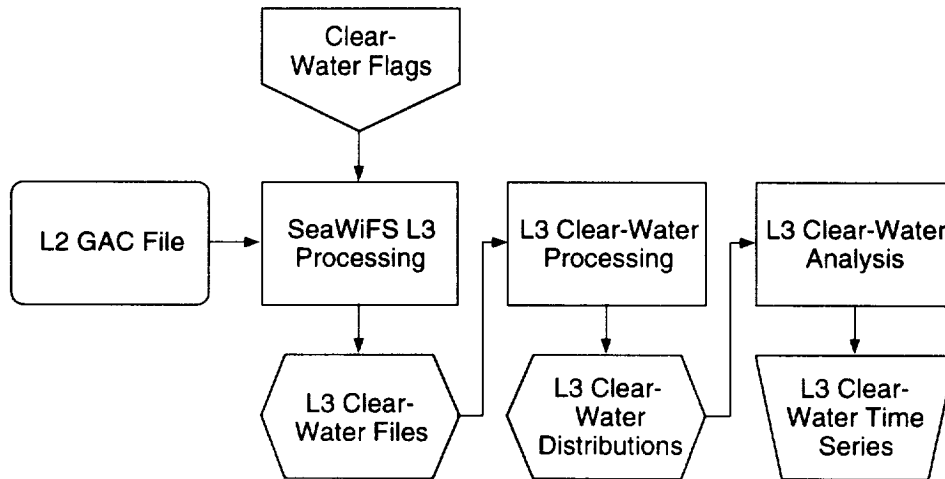 Clear-
Water Flags
L2 GAC File
SeaWiFS L3
Processing
L3 Clear-Water
Processing
L3 Clear-Water
Analysis
L3 Clear-
Water Files
L3 Clear-
Water
Distributions
L3 Clear-
Water Time
Series